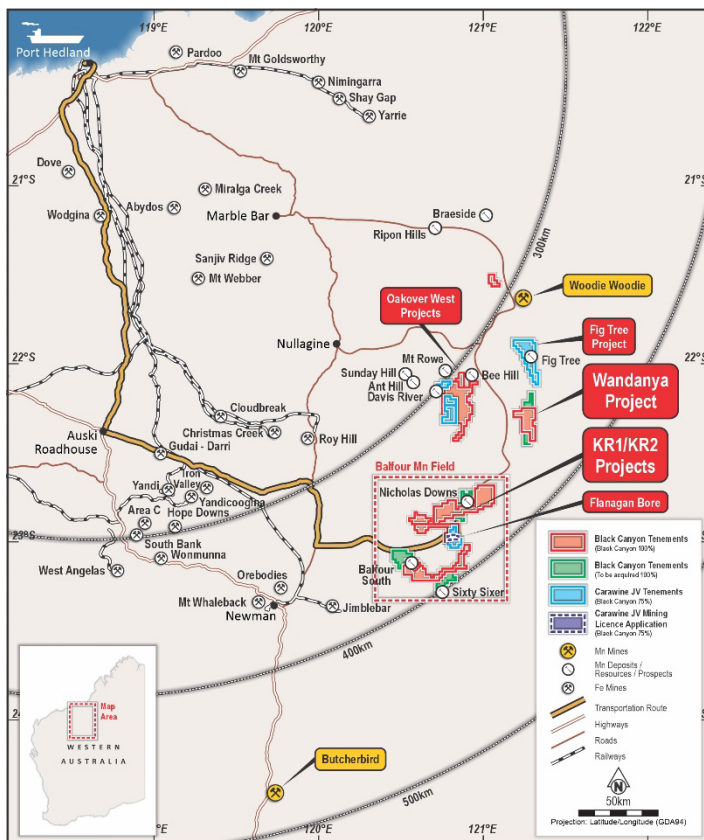 119°E
120°E
121°E
122°E
Port Hedland
Pardoo
Mt Goldsworthy
Nimingarra
Shay Gap
Yarrie
Dove
21°S
21°S
Miralga Creek
Abydos
Wodgina
Marble Bar
Braeside
Ripon Hills
300km
Sanjiv Ridge
Mt Webber
Woodie Woodie
Oakover West
Projects
Nullagine
Fig Tree
Project
22°S
22°S
Mt Rowe
Sunday Hill
Fig Tree
Ant Hill
Bee Hill
Davis River
Wandanya
Project
Cloudbreak
Christmas Creek
Roy Hill
Auski
Roadhouse
Gudai - Darri
KR1/KR2
Projects
Balfour Mn Field
Iron
Valley
Yandi
Yandicoogina
Nicholas Downs
Hope Downs
Area C
Flanagan Bore
23°S
South Bank
Wonmunna
West Angelas
Balfour
South
Orebodies
Sixty Sixer
Mt Whaleback
Newman
Jimblebar
400km
24°
Butcherbird
500km
119°E
120°E
121°E
Map
Area
WESTERN
AUSTRALIA
Black Canyon Tenements
(Black Canyon 100%)
Black Canyon Tenements
(To be acquired 100%)
Carawine JV Tenements
(Black Canyon 75%)
Carawine JV Mining
Licence Application
(Black Canyon 75%)
Mn Mines
Mn Deposits /
Resources / Prospects
Fe Mines
Transportation Route
Highways
Roads
Railways
N
50km
Projection: Latitude/Longitude (GDA94)